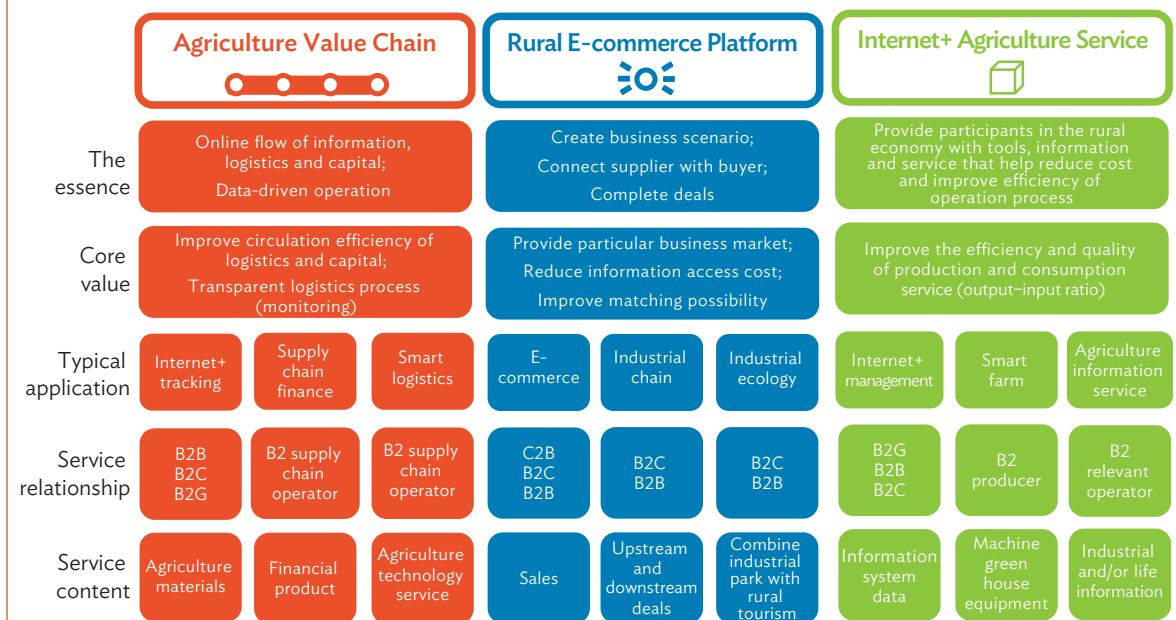 Agriculture Value Chain
Rural E-commerce Platform
Internet+ Agriculture Service
The
essence
Online flow of information,
logistics and capital;
Data-driven operation
Create business scenario;
Connect supplier with buyer;
Complete deals
Provide participants in the rural
economy with tools, information
and service that help reduce cost
and improve efficiency of
operation process
Core
value
Improve circulation efficiency of
logistics and capital;
Transparent logistics process
(monitoring)
Provide particular business market;
Reduce information access cost;
Improve matching possibility
Improve the efficiency and quality
of production and consumption
service (output–input ratio)
Typical
application
Internet+
tracking
Supply
chain
finance
Smart
logistics
E-
commerce
Industrial
chain
Industrial
ecology
Internet+
management
Smart
farm
Agriculture
information
service
Service
relationship
B2B
B2C
B2G
B2 supply
chain
operator
B2 supply
chain
operator
C2B
B2C
B2B
B2C
B2B
B2C
B2B
B2G
B2B
B2C
B2
producer
B2
relevant
operator
Service
content
Agriculture
materials
Financial
product
Agriculture
technology
service
Sales
Upstream
and
downstream
deals
Combine
industrial
park with
rural
tourism
Information
system
data
Machine
green
house
equipment
Industrial
and/or life
information